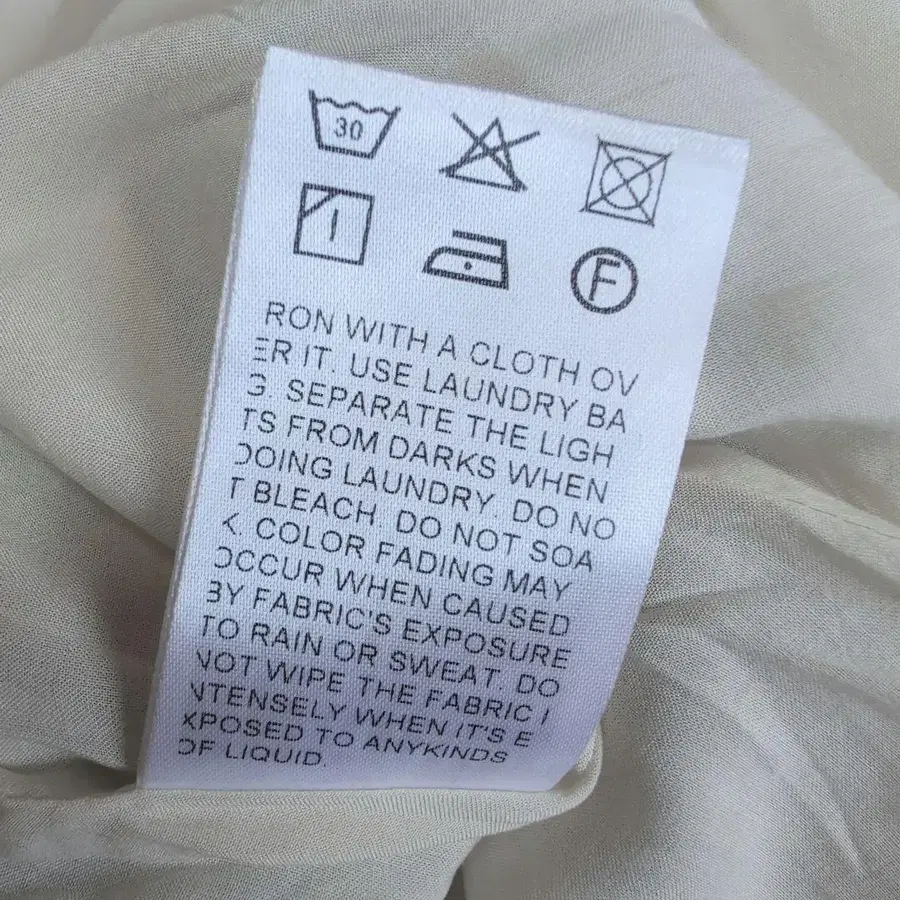 30
F
RON WITH A CLOTH OV
ER IT. USE LAUNDRY BA
G. SEPARATE THE LIGH
TS FROM DARKS WHEN
DOING LAUNDRY. DO NO
T BLEACH. DO NOT SOA
K. COLOR FADING MAY
OCCUR WHEN CAUSED
BY FABRIC'S EXPOSURE
TO RAIN OR SWEAT. DO
NOT WIPE THE FABRIC I
NTENSELY WHEN IT'S E
XPOSED TO ANYKINDS
OF LIQUID.